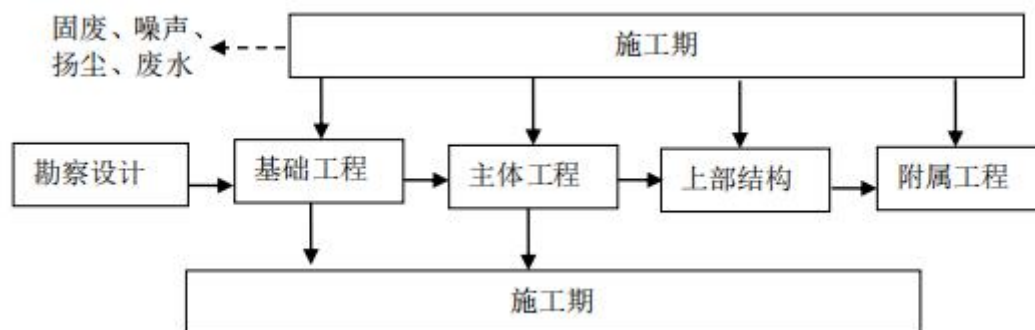 固废、噪声、
扬尘、废水
施工期
勘察设计
基础工程
主体工程
上部结构
附属工程
施工期